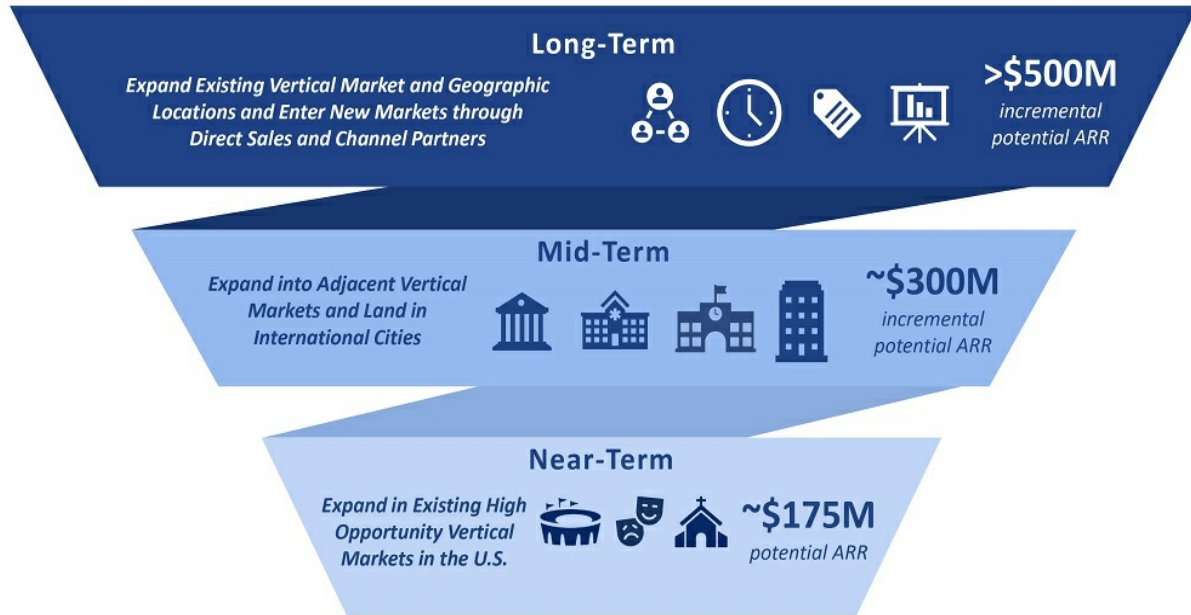 Long-Term
Expand Existing Vertical Market and Geographic
Locations and Enter New Markets through
Direct Sales and Channel Partners
>$500M
incremental
potential ARR
Mid-Term
Expand into Adjacent Vertical
Markets and Land in
International Cities
~$300M
incremental
potential ARR
Near-Term
Expand in Existing High
Opportunity Vertical
Markets in the U.S.
~$175M
potential ARR